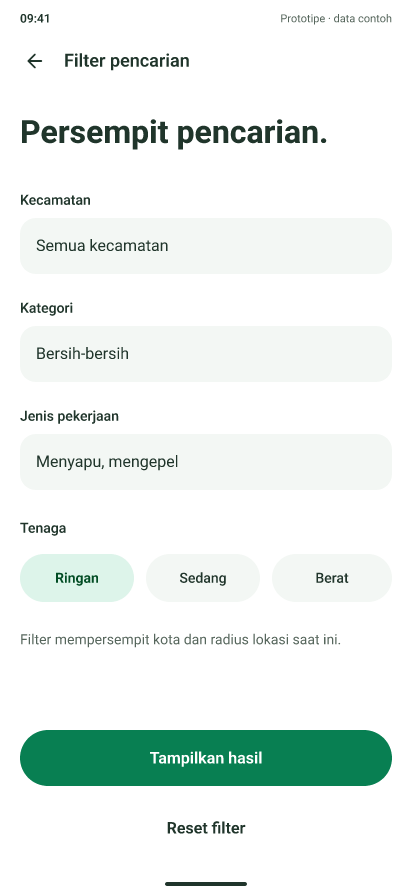 09:41
Prototipe · data contoh
Filter pencarian
Persempit pencarian.
Kecamatan
Semua kecamatan
Kategori
Bersih-bersih
Jenis pekerjaan
Menyapu, mengepel
Tenaga
Ringan
Sedang
Berat
Filter mempersempit kota dan radius lokasi saat ini.
Tampilkan hasil
Reset filter